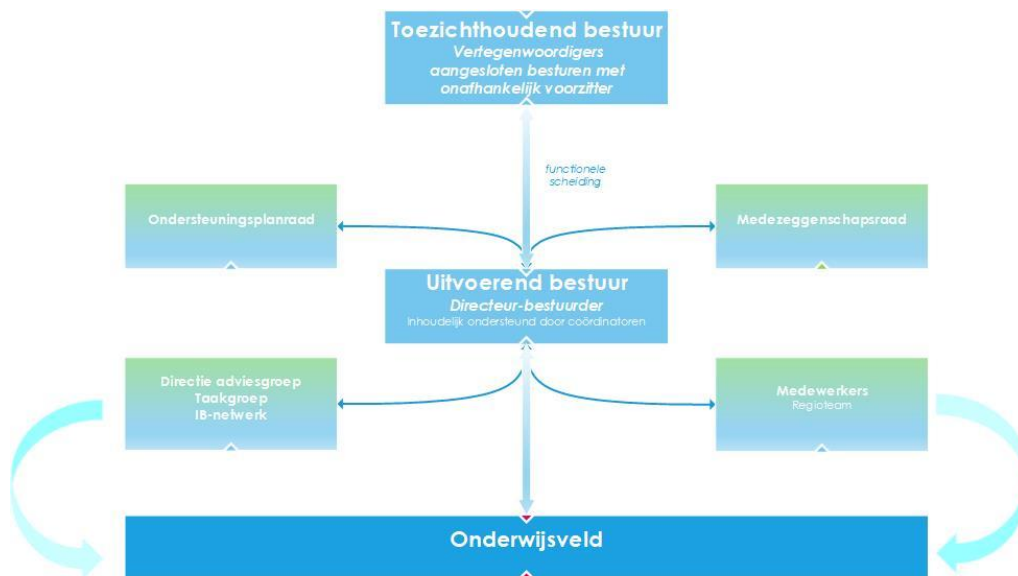 Toezichthoudend bestuur
Vertegenwoordigers
aangesloten besturen met
onafhankelijk voorzitter
functionele
scheiding
Ondersteuningsplanraad
Medezeggenschapsraad
Uitvoerend bestuur
Directeur-bestuurder
inhoudelijk ondersteund door coördinatoren
Directie adviesgroep
Taakgroep
IB-netwerk
Medewerkers
Regioteam
Onderwijsveld